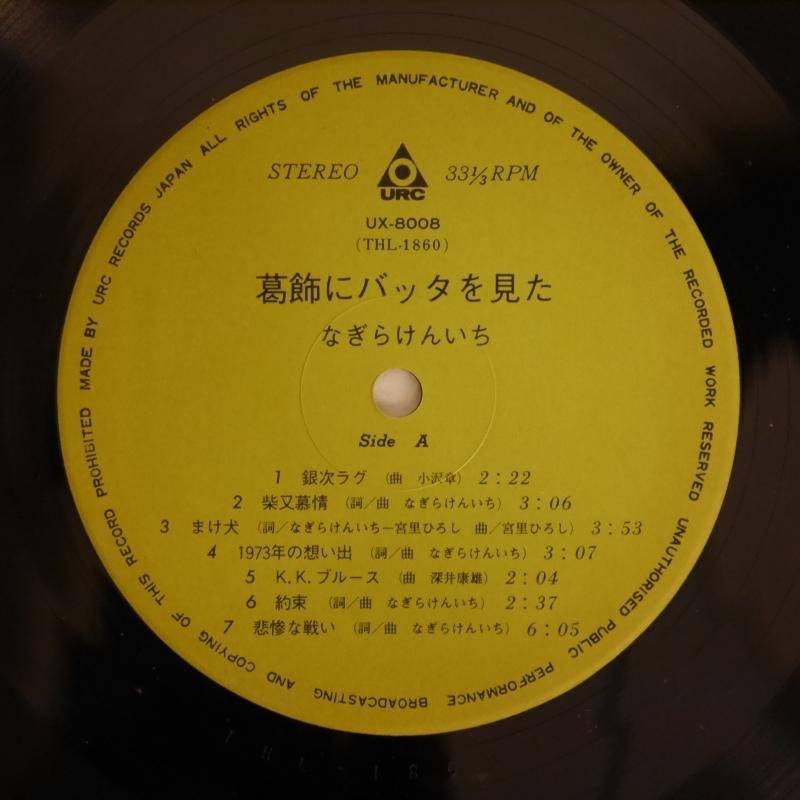 MADE BY URC RECORDS JAPAN ALL RIGHTS OF THE MANUFACTURER AND OF THE OWNER OF THE RECORDED WORK RESERVED UNAUTHORISED PUBLIC PERFORMANCE BROADCASTING AND COPYING OF THIS RECORD PROHIBITED
STEREO URC 33⅓RPM
UX-8008
(THL-1860)
葛飾にバッタを見た
なぎらけんいち
Side A
1 銀次ラグ (曲 小沢章) 2:22
2 柴又慕情 (詞/曲 なぎらけんいち) 3:06
3 まけ犬 (詞/なぎらけんいち―宮里ひろし 曲/宮里ひろし) 3:53
4 1973年の想い出 (詞/曲 なぎらけんいち) 3:07
5 K.K.ブルース (曲 深井康雄) 2:04
6 約束 (詞/曲 なぎらけんいち) 2:37
7 悲惨な戦い (詞/曲 なぎらけんいち) 6:05
THL-186